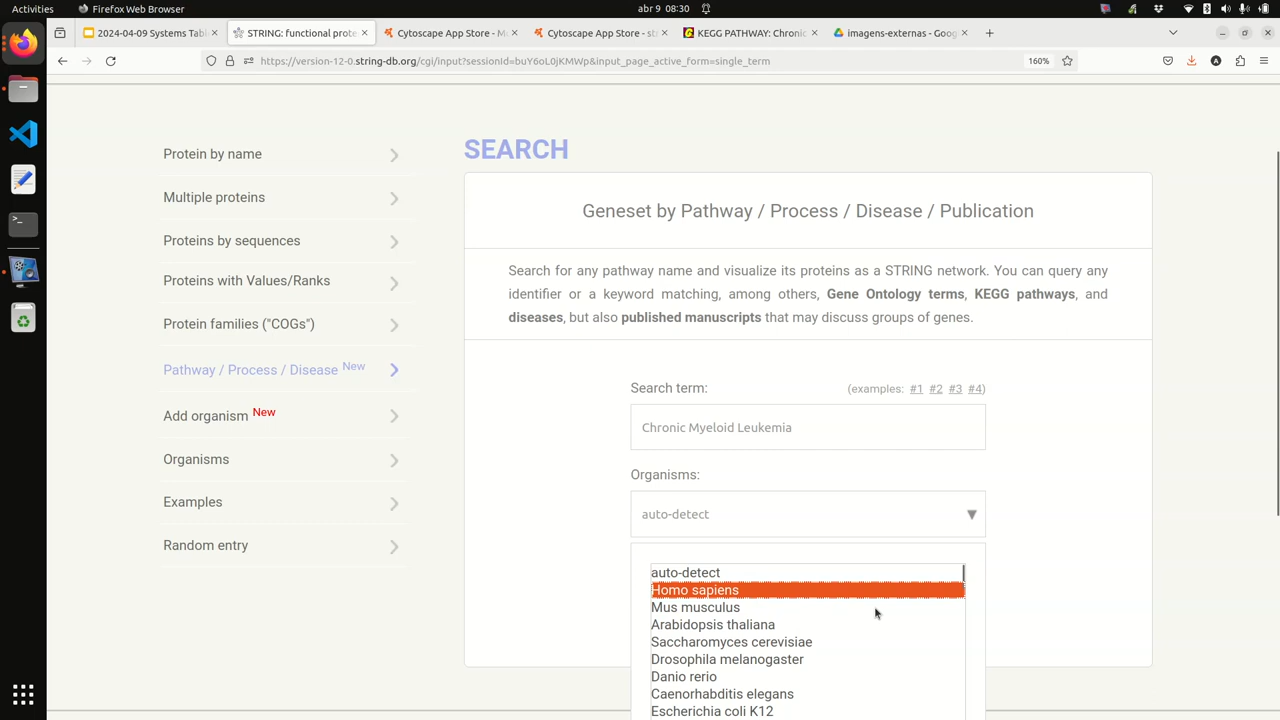 Activities
Firefox Web Browser
abr 9 08:30
2024-04-09 Systems Tabl
STRING: functional prote
Cytoscape App Store - M
Cytoscape App Store - st
KEGG PATHWAY: Chronic
imagens-externas - Goog
https://version-12-0.string-db.org/cgi/input?sessionId=buY6oL0jKMWp&input_page_active_form=single_term
160%
Protein by name
Multiple proteins
Proteins by sequences
Proteins with Values/Ranks
Protein families ("COGs")
Pathway / Process / Disease New
Add organism New
Organisms
Examples
Random entry
SEARCH
Geneset by Pathway / Process / Disease / Publication
Search for any pathway name and visualize its proteins as a STRING network. You can query any
identifier or a keyword matching, among others, Gene Ontology terms, KEGG pathways, and
diseases, but also published manuscripts that may discuss groups of genes.
Search term:
(examples: #1 #2 #3 #4)
Chronic Myeloid Leukemia
Organisms:
auto-detect
auto-detect
Homo sapiens
Mus musculus
Arabidopsis thaliana
Saccharomyces cerevisiae
Drosophila melanogaster
Danio rerio
Caenorhabditis elegans
Escherichia coli K12